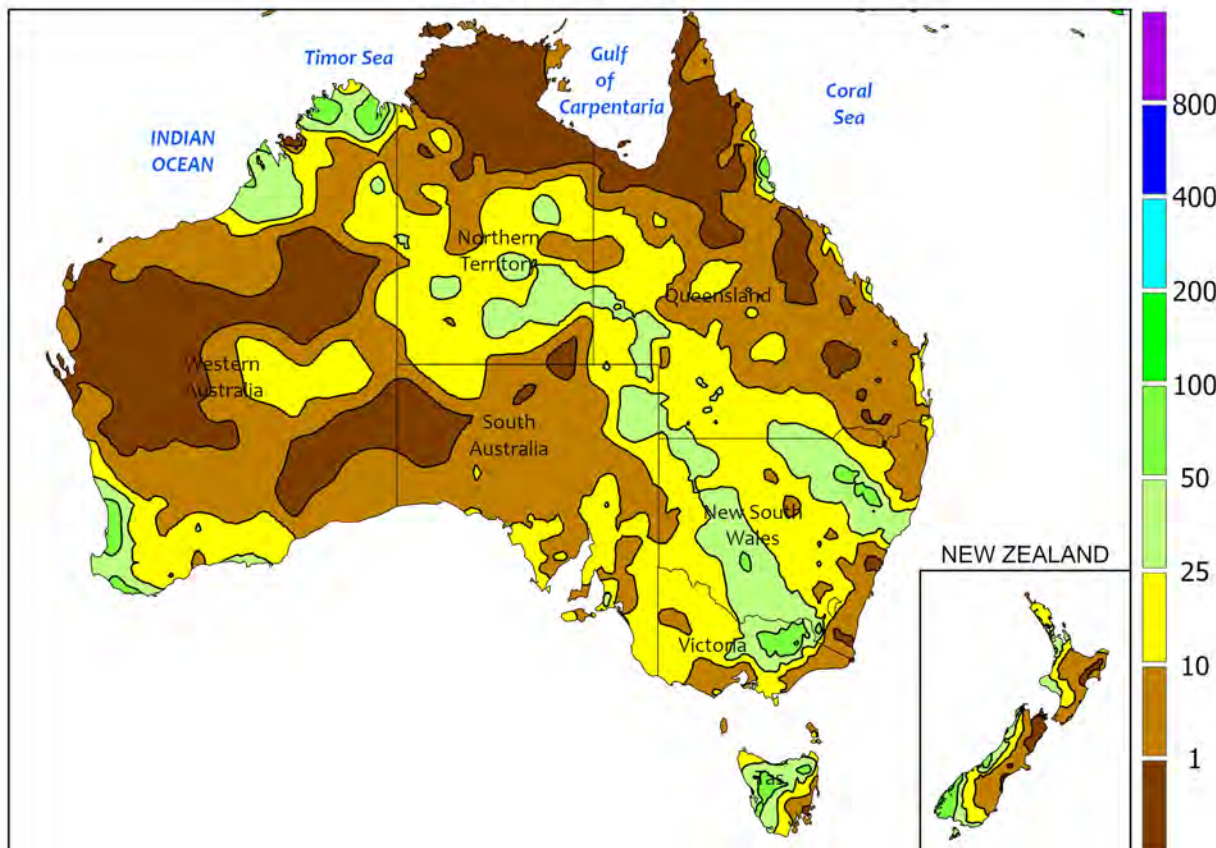 Timor Sea
Gulf
of
Carpentaria
Coral
Sea
INDIAN
OCEAN
Northern
Territory
Queensland
Western
Australia
South
Australia
New South
Wales
Victoria
Tas
NEW ZEALAND
800
400
200
100
50
25
10
1